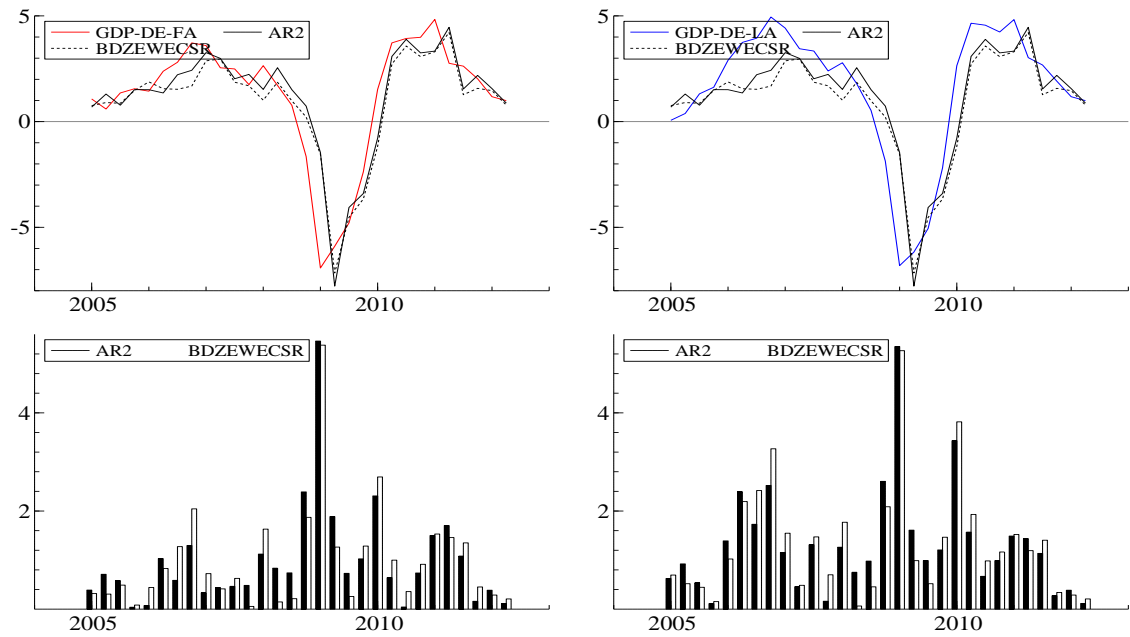 5
GDP-DE-FA AR2
BDZEWECSR
0
-5
2005 2010
5
GDP-DE-LA AR2
BDZEWECSR
0
-5
2005 2010
AR2 BDZEWECSR
4
2
2005 2010
AR2 BDZEWECSR
4
2
2005 2010